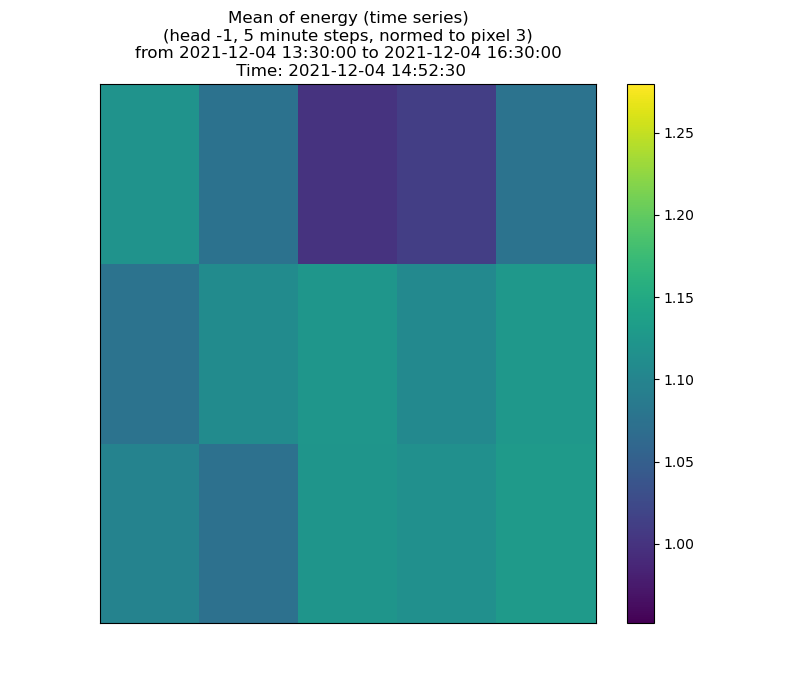 Mean of energy (time series)
(head -1, 5 minute steps, normed to pixel 3)
from 2021-12-04 13:30:00 to 2021-12-04 16:30:00
Time: 2021-12-04 14:52:30
1.25
1.20
1.15
1.10
1.05
1.00